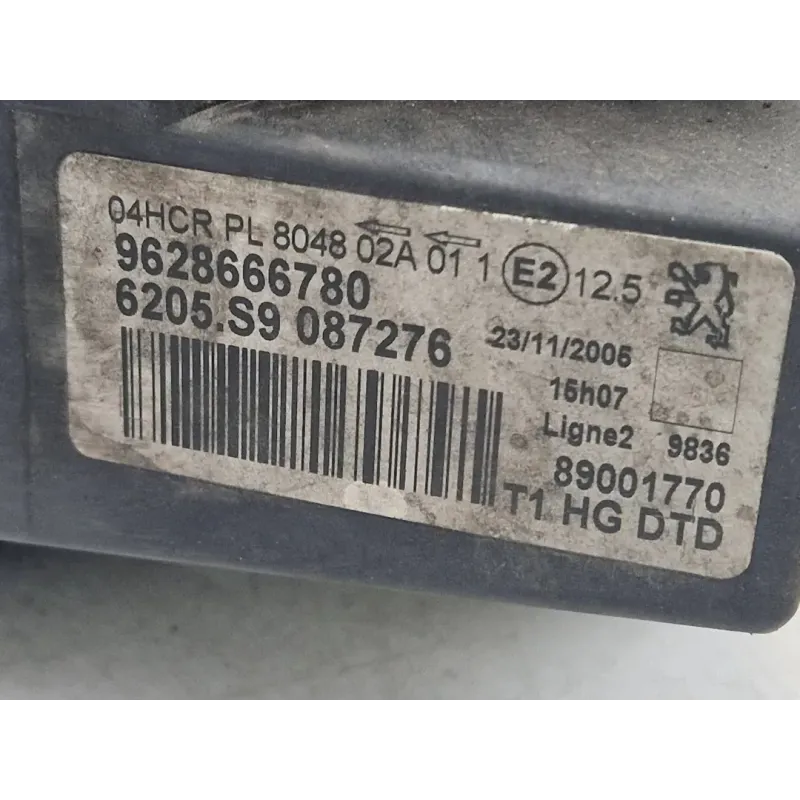 04HCR PL 8048 02A 01 1 E2 12.5
9628666780
6205.S9 087276
23/11/2005
15h07
Ligne2 9836
89001770
T1 HG DTD